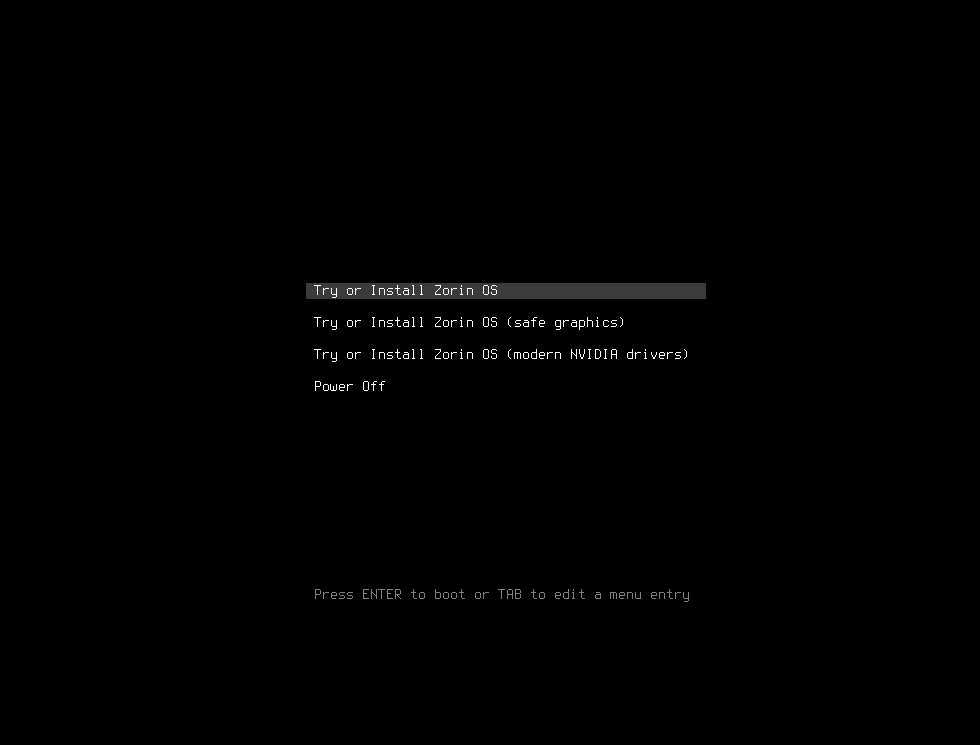 Try or Install Zorin OS
Try or Install Zorin OS (safe graphics)
Try or Install Zorin OS (modern NVIDIA drivers)
Power Off
Press ENTER to boot or TAB to edit a menu entry